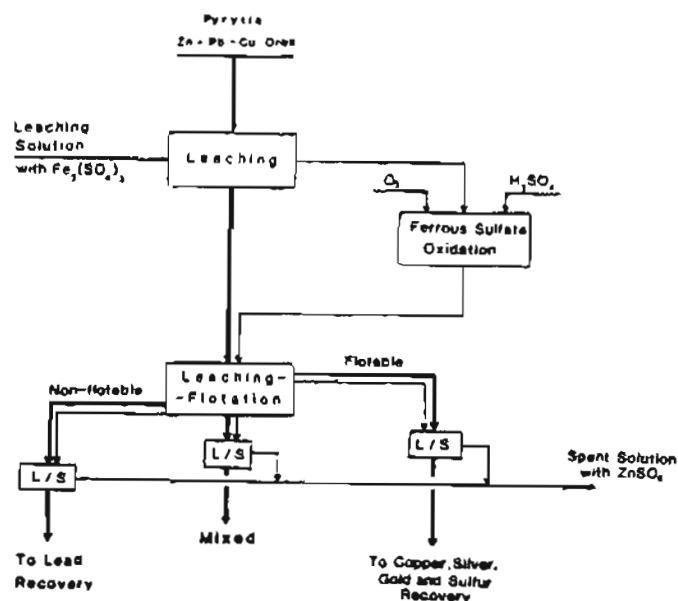 Pyrytic
Zn - Pb - Cu Ores
Leaching
Solution
with Fe₂(SO₄)₃
Leaching
O₂
H₂SO₄
Ferrous Sulfate
Oxidation
Leaching-
-Flotation
Non-flotable
Flotable
L/S
L/S
L/S
Spent Solution
with ZnSO₄
To Lead
Recovery
Mixed
To Copper, Silver,
Gold and Sulfur
Recovery